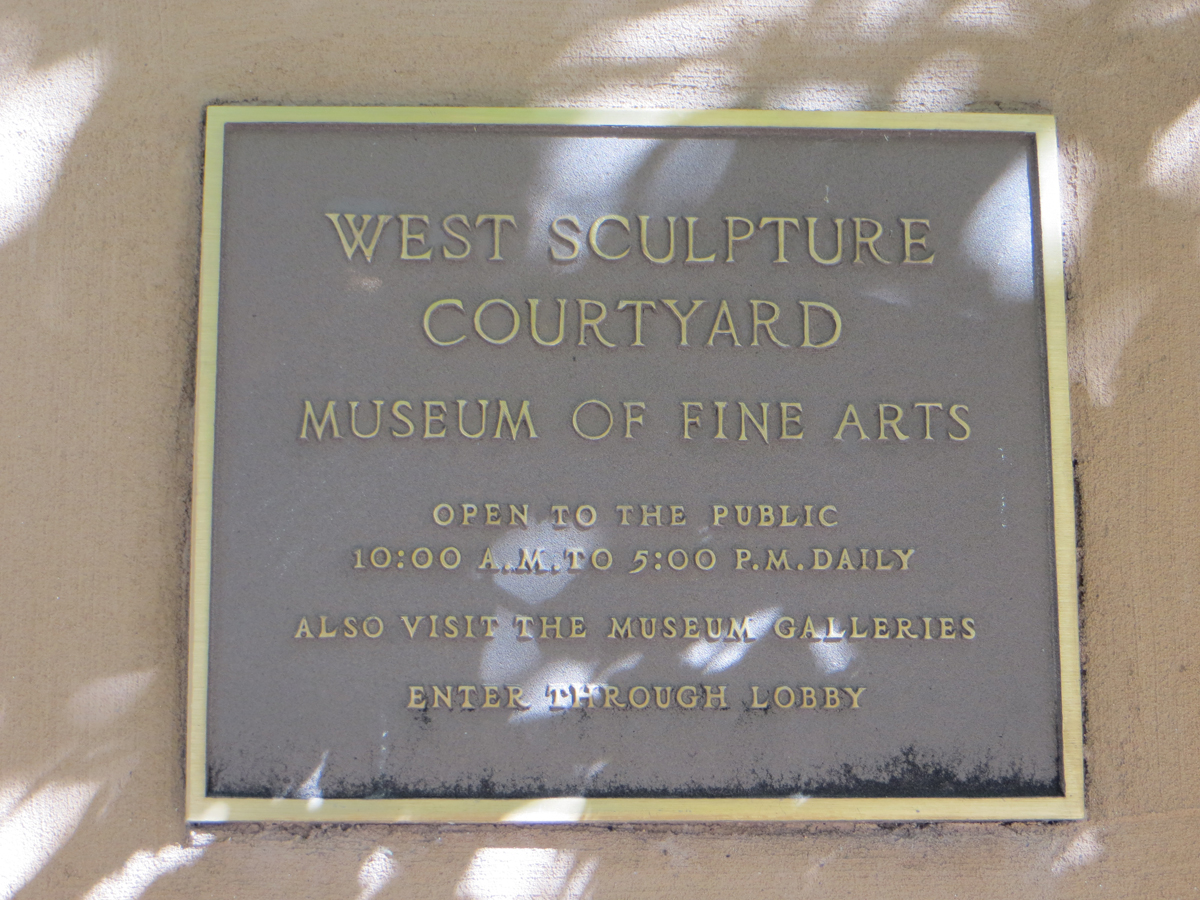 WEST SCULPTURE
COURTYARD
MUSEUM OF FINE ARTS
OPEN TO THE PUBLIC
10:00 A.M. TO 5:00 P.M. DAILY
ALSO VISIT THE MUSEUM GALLERIES
ENTER THROUGH LOBBY